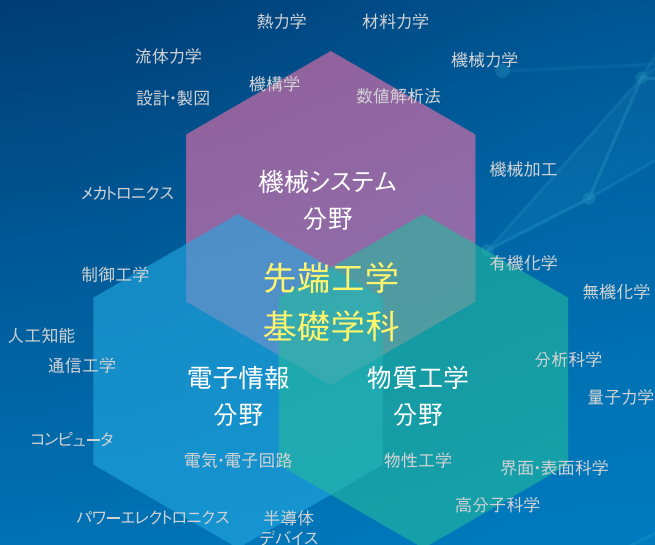 熱力学
材料力学
流体力学
機械力学
機構学
設計・製図
数値解析法
機械加工
機械システム
分野
メカトロニクス
先端工学
基礎学科
有機化学
制御工学
無機化学
人工知能
通信工学
分析科学
電子情報
分野
物質工学
分野
量子力学
コンピュータ
電気・電子回路
物性工学
界面・表面科学
高分子科学
パワーエレクトロニクス
半導体
デバイス